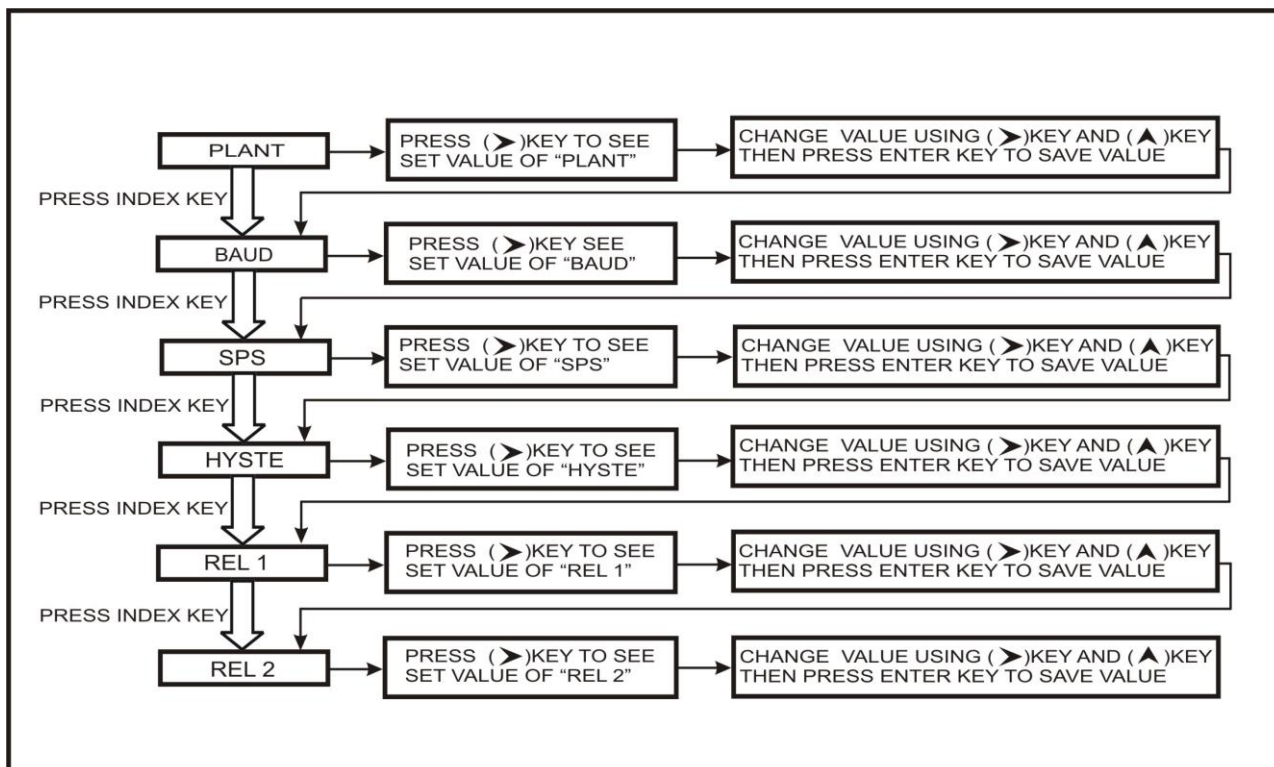 PLANT
PRESS (➤)KEY TO SEE
SET VALUE OF “PLANT”
CHANGE VALUE USING (➤)KEY AND (▲)KEY
THEN PRESS ENTER KEY TO SAVE VALUE
PRESS INDEX KEY
BAUD
PRESS (➤)KEY SEE
SET VALUE OF “BAUD”
CHANGE VALUE USING (➤)KEY AND (▲)KEY
THEN PRESS ENTER KEY TO SAVE VALUE
PRESS INDEX KEY
SPS
PRESS (➤)KEY TO SEE
SET VALUE OF “SPS”
CHANGE VALUE USING (➤)KEY AND (▲)KEY
THEN PRESS ENTER KEY TO SAVE VALUE
PRESS INDEX KEY
HYSTE
PRESS (➤)KEY TO SEE
SET VALUE OF “HYSTE”
CHANGE VALUE USING (➤)KEY AND (▲)KEY
THEN PRESS ENTER KEY TO SAVE VALUE
PRESS INDEX KEY
REL 1
PRESS (➤)KEY TO SEE
SET VALUE OF “REL 1”
CHANGE VALUE USING (➤)KEY AND (▲)KEY
THEN PRESS ENTER KEY TO SAVE VALUE
PRESS INDEX KEY
REL 2
PRESS (➤)KEY TO SEE
SET VALUE OF “REL 2”
CHANGE VALUE USING (➤)KEY AND (▲)KEY
THEN PRESS ENTER KEY TO SAVE VALUE